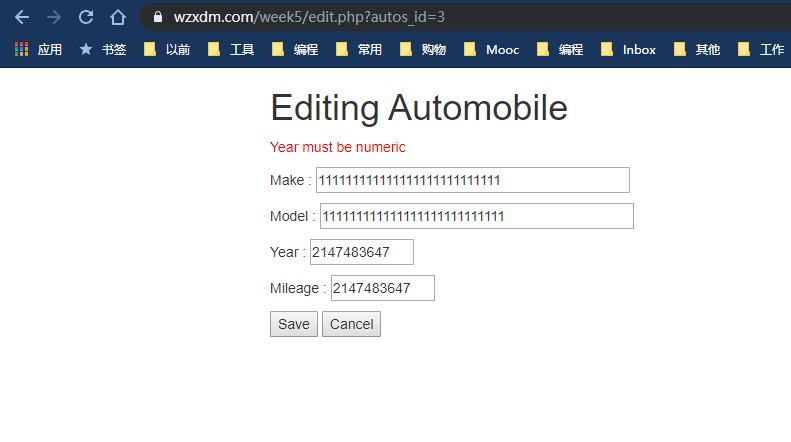 wzxdm.com/week5/edit.php?autos_id=3
应用 书签 以前 工具 编程 常用 购物 Mooc 编程 Inbox 其他 工作
Editing Automobile
Year must be numeric
Make : 11111111111111111111111111111
Model : 11111111111111111111111111111
Year : 2147483647
Mileage : 2147483647
Save Cancel